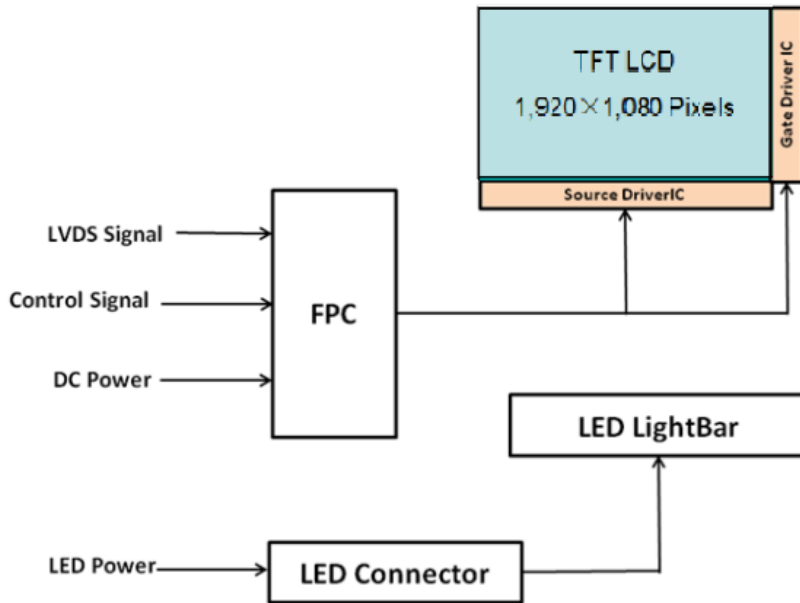 TFT LCD
1,920×1,080 Pixels
Gate Driver IC
Source DriverIC
LVDS Signal
Control Signal
DC Power
FPC
LED LightBar
LED Power
LED Connector